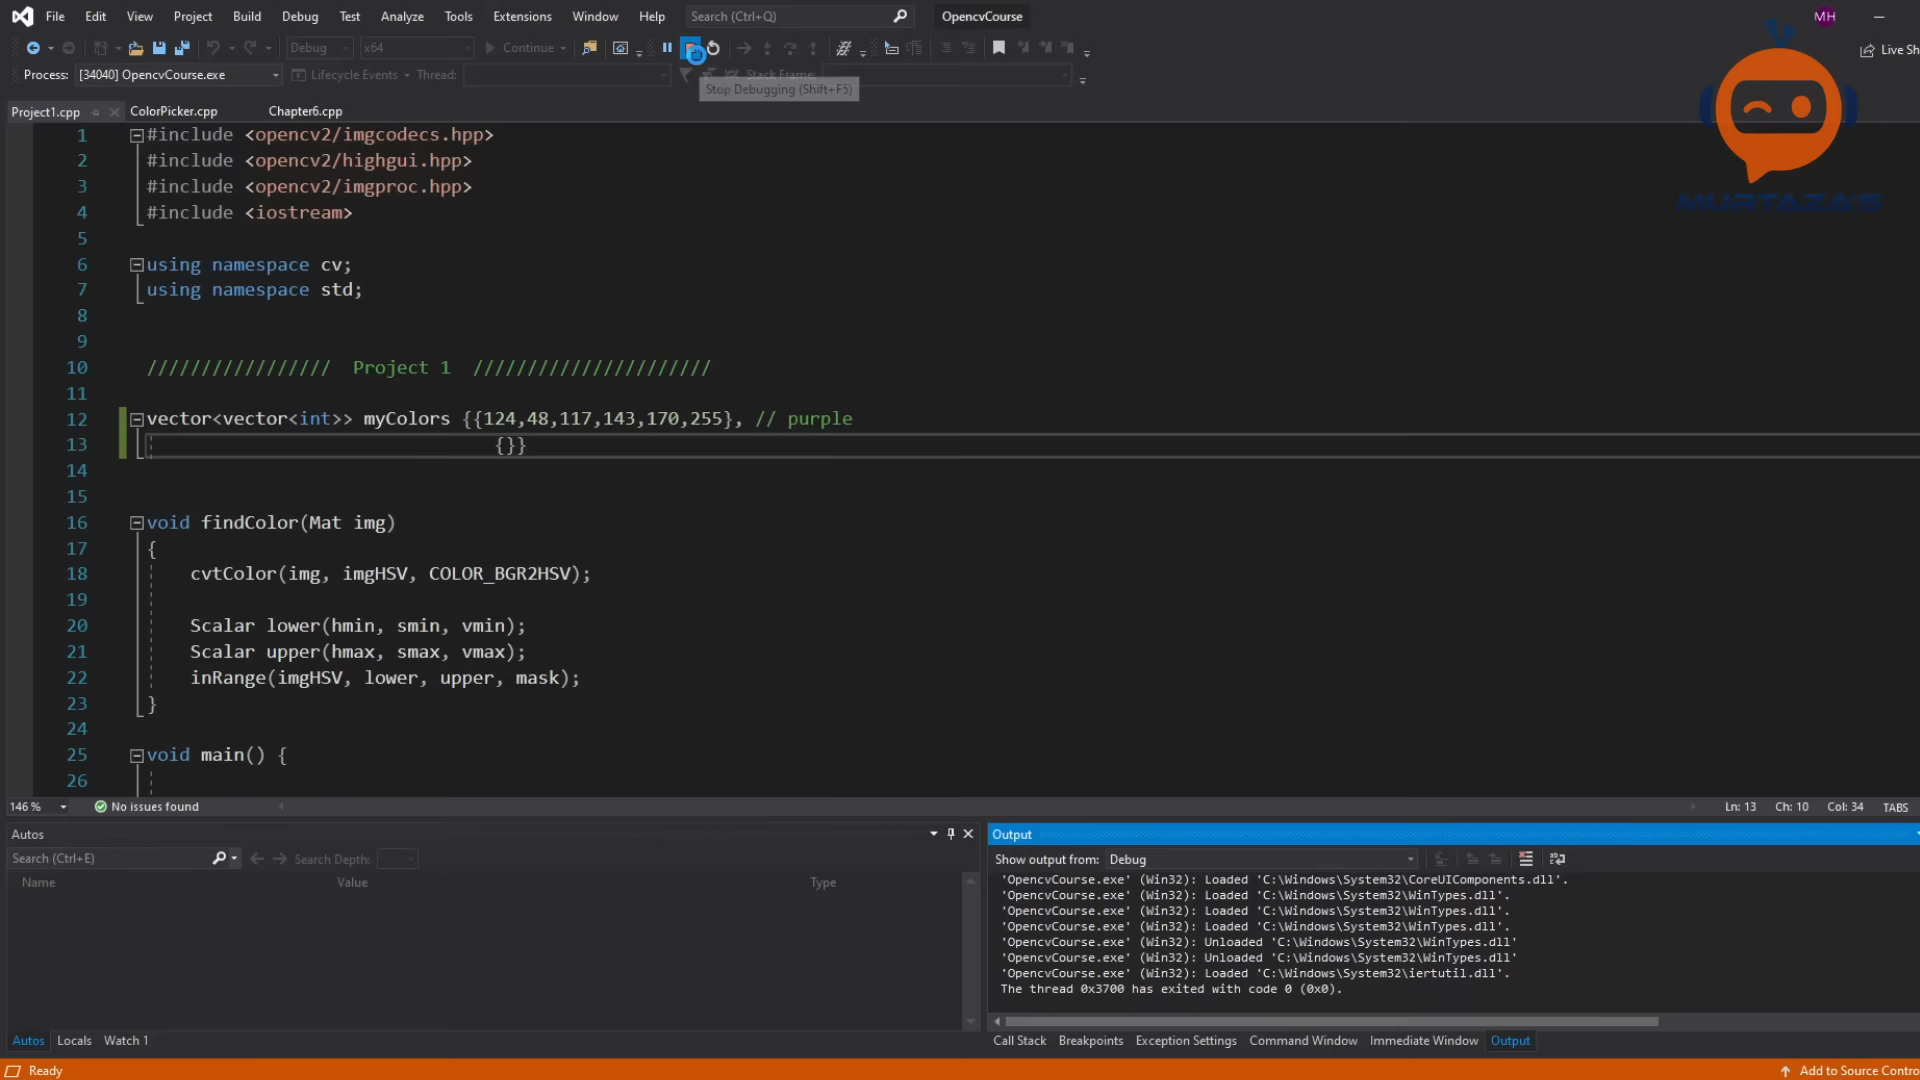 File Edit View Project Build Debug Test Analyze Tools Extensions Window Help Search (Ctrl+Q) OpencvCourse MH
Debug x64 Continue Live Sh
Process: [34040] OpencvCourse.exe Lifecycle Events Thread: Stack Frame:
Stop Debugging (Shift+F5)
Project1.cpp ColorPicker.cpp Chapter6.cpp
MURTAZA'S
1 #include <opencv2/imgcodecs.hpp>
2 #include <opencv2/highgui.hpp>
3 #include <opencv2/imgproc.hpp>
4 #include <iostream>
5
6 using namespace cv;
7 using namespace std;
8
9
10 ///////////////// Project 1 //////////////////////
11
12 vector<vector<int>> myColors {{124,48,117,143,170,255}, // purple
13 {}}
14
15
16 void findColor(Mat img)
17 {
18 cvtColor(img, imgHSV, COLOR_BGR2HSV);
19
20 Scalar lower(hmin, smin, vmin);
21 Scalar upper(hmax, smax, vmax);
22 inRange(imgHSV, lower, upper, mask);
23 }
24
25 void main() {
26
146 % No issues found Ln: 13 Ch: 10 Col: 34 TABS
Autos
Search (Ctrl+E) Search Depth:
Name Value Type
Autos Locals Watch 1
Output
Show output from: Debug
'OpencvCourse.exe' (Win32): Loaded 'C:\Windows\System32\CoreUIComponents.dll'.
'OpencvCourse.exe' (Win32): Loaded 'C:\Windows\System32\WinTypes.dll'.
'OpencvCourse.exe' (Win32): Loaded 'C:\Windows\System32\WinTypes.dll'.
'OpencvCourse.exe' (Win32): Loaded 'C:\Windows\System32\WinTypes.dll'.
'OpencvCourse.exe' (Win32): Unloaded 'C:\Windows\System32\WinTypes.dll'
'OpencvCourse.exe' (Win32): Unloaded 'C:\Windows\System32\WinTypes.dll'
'OpencvCourse.exe' (Win32): Loaded 'C:\Windows\System32\iertutil.dll'.
The thread 0x3700 has exited with code 0 (0x0).
Call Stack Breakpoints Exception Settings Command Window Immediate Window Output
Ready Add to Source Contro